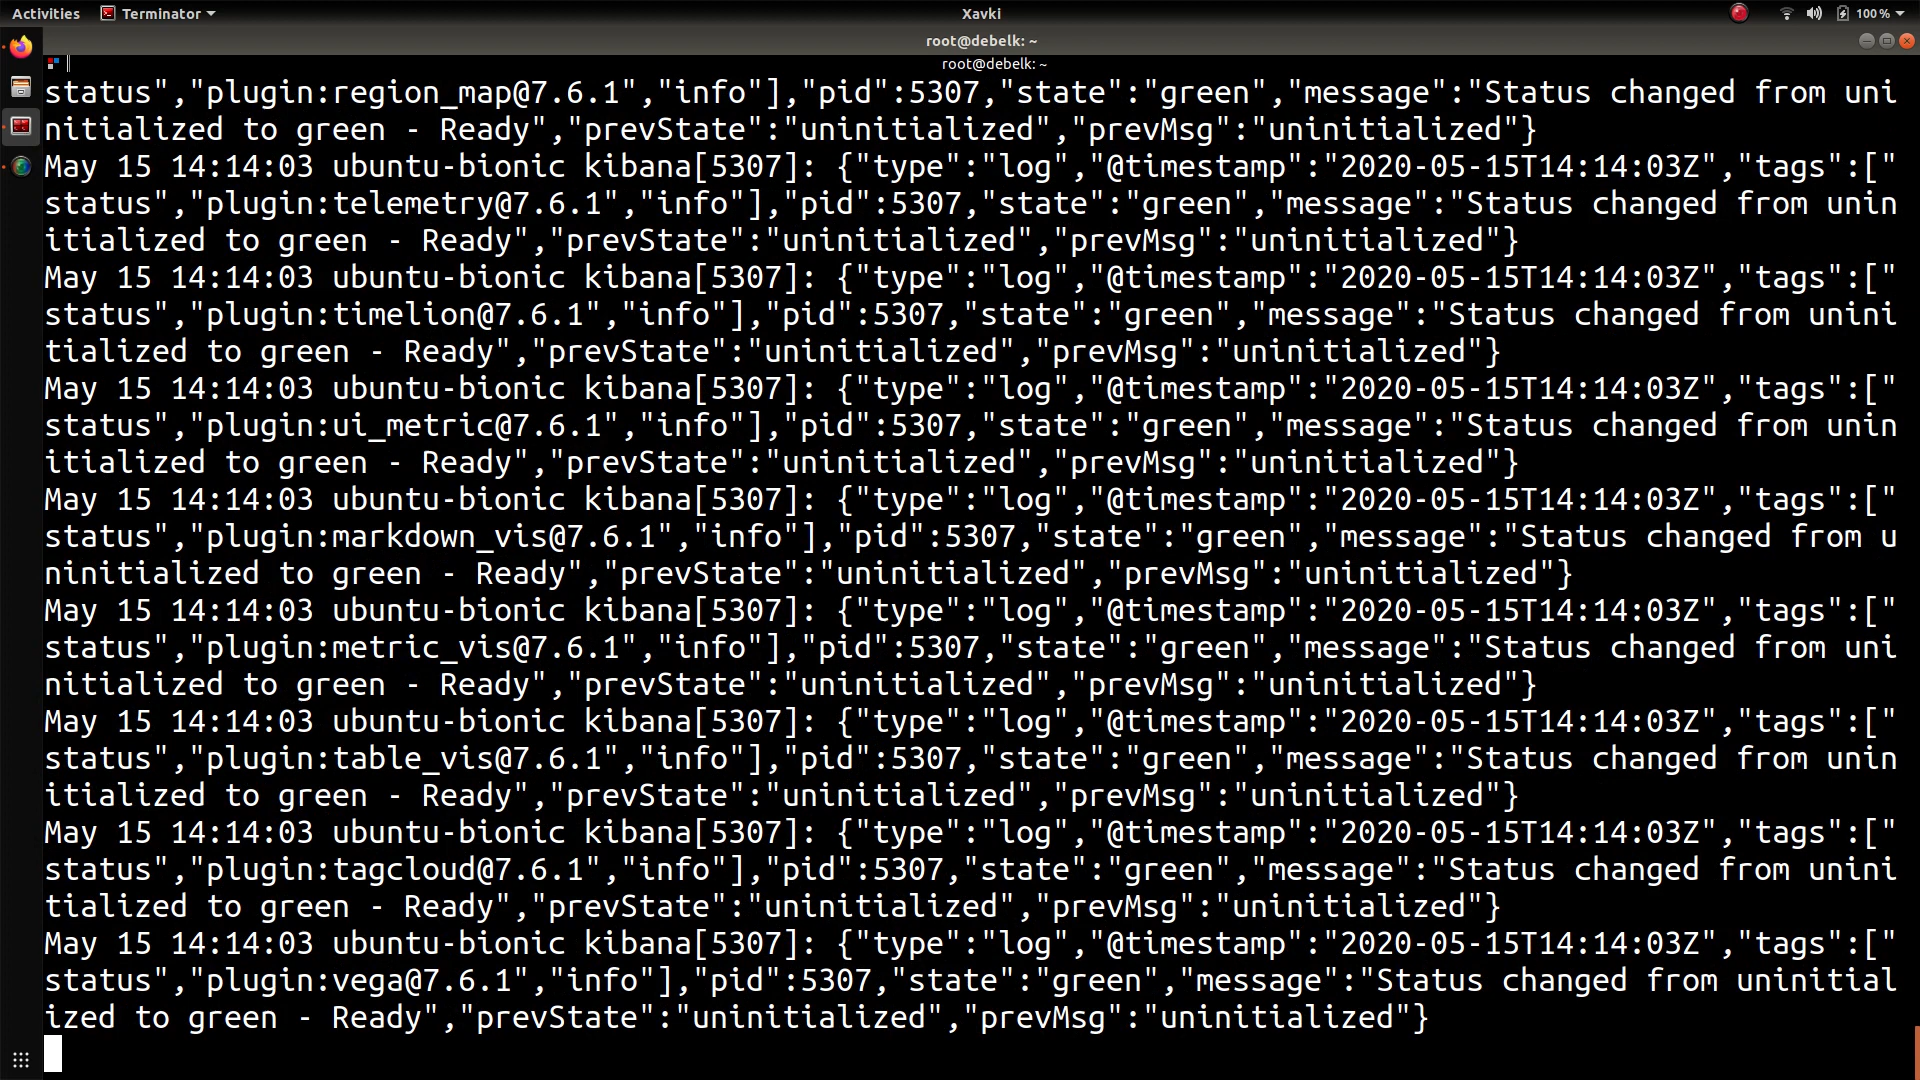 Activities Terminator Xavki 100 %
root@debelk: ~
root@debelk: ~
status","plugin:region_map@7.6.1","info"],"pid":5307,"state":"green","message":"Status changed from uni
nitialized to green - Ready","prevState":"uninitialized","prevMsg":"uninitialized"}
May 15 14:14:03 ubuntu-bionic kibana[5307]: {"type":"log","@timestamp":"2020-05-15T14:14:03Z","tags":["
status","plugin:telemetry@7.6.1","info"],"pid":5307,"state":"green","message":"Status changed from unin
itialized to green - Ready","prevState":"uninitialized","prevMsg":"uninitialized"}
May 15 14:14:03 ubuntu-bionic kibana[5307]: {"type":"log","@timestamp":"2020-05-15T14:14:03Z","tags":["
status","plugin:timelion@7.6.1","info"],"pid":5307,"state":"green","message":"Status changed from unini
tialized to green - Ready","prevState":"uninitialized","prevMsg":"uninitialized"}
May 15 14:14:03 ubuntu-bionic kibana[5307]: {"type":"log","@timestamp":"2020-05-15T14:14:03Z","tags":["
status","plugin:ui_metric@7.6.1","info"],"pid":5307,"state":"green","message":"Status changed from unin
itialized to green - Ready","prevState":"uninitialized","prevMsg":"uninitialized"}
May 15 14:14:03 ubuntu-bionic kibana[5307]: {"type":"log","@timestamp":"2020-05-15T14:14:03Z","tags":["
status","plugin:markdown_vis@7.6.1","info"],"pid":5307,"state":"green","message":"Status changed from u
ninitialized to green - Ready","prevState":"uninitialized","prevMsg":"uninitialized"}
May 15 14:14:03 ubuntu-bionic kibana[5307]: {"type":"log","@timestamp":"2020-05-15T14:14:03Z","tags":["
status","plugin:metric_vis@7.6.1","info"],"pid":5307,"state":"green","message":"Status changed from uni
nitialized to green - Ready","prevState":"uninitialized","prevMsg":"uninitialized"}
May 15 14:14:03 ubuntu-bionic kibana[5307]: {"type":"log","@timestamp":"2020-05-15T14:14:03Z","tags":["
status","plugin:table_vis@7.6.1","info"],"pid":5307,"state":"green","message":"Status changed from unin
itialized to green - Ready","prevState":"uninitialized","prevMsg":"uninitialized"}
May 15 14:14:03 ubuntu-bionic kibana[5307]: {"type":"log","@timestamp":"2020-05-15T14:14:03Z","tags":["
status","plugin:tagcloud@7.6.1","info"],"pid":5307,"state":"green","message":"Status changed from unini
tialized to green - Ready","prevState":"uninitialized","prevMsg":"uninitialized"}
May 15 14:14:03 ubuntu-bionic kibana[5307]: {"type":"log","@timestamp":"2020-05-15T14:14:03Z","tags":["
status","plugin:vega@7.6.1","info"],"pid":5307,"state":"green","message":"Status changed from uninitial
ized to green - Ready","prevState":"uninitialized","prevMsg":"uninitialized"}